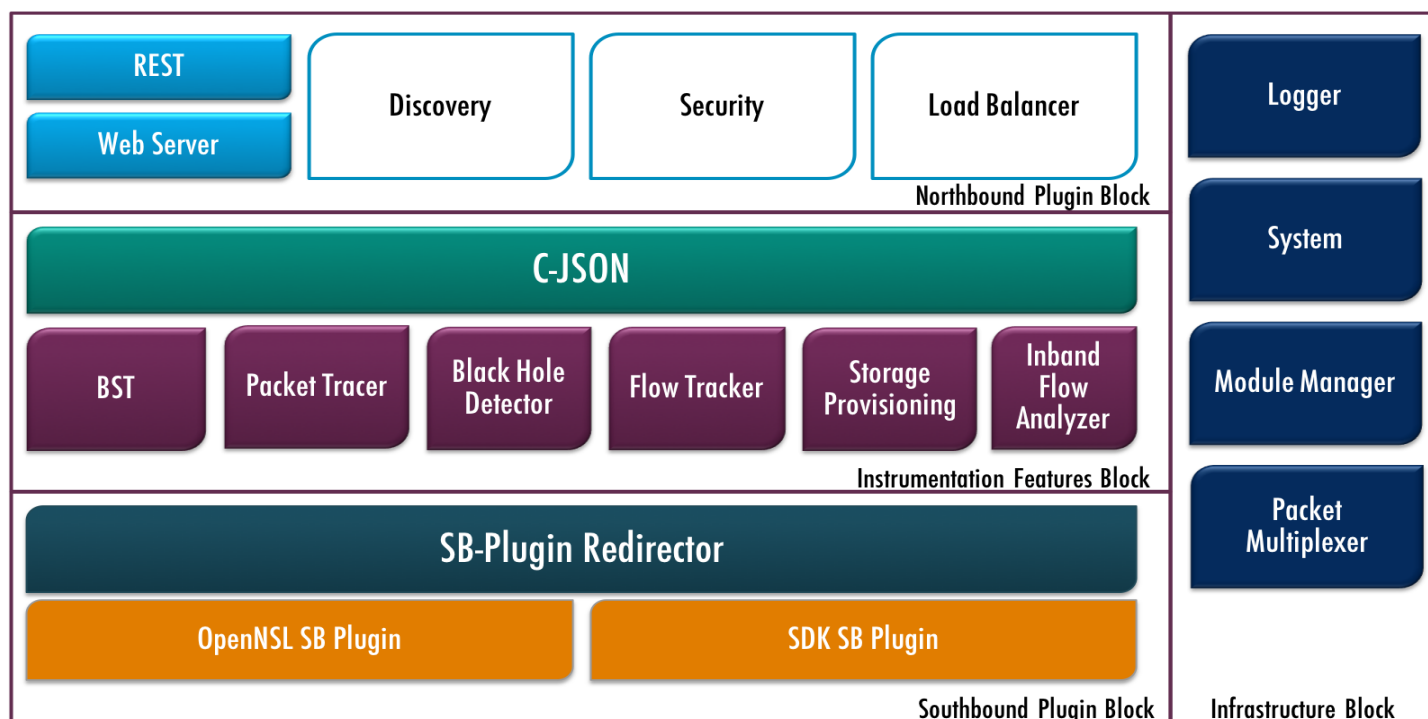 REST
Web Server
Discovery
Security
Load Balancer
Northbound Plugin Block
C-JSON
BST
Packet Tracer
Black Hole
Detector
Flow Tracker
Storage
Provisioning
Inband
Flow
Analyzer
Instrumentation Features Block
SB-Plugin Redirector
OpenNSL SB Plugin
SDK SB Plugin
Southbound Plugin Block
Logger
System
Module Manager
Packet
Multiplexer
Infrastructure Block